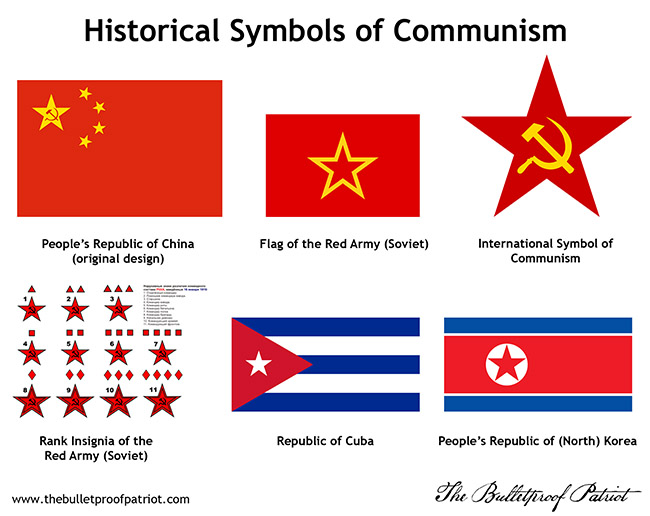 Historical Symbols of Communism
People's Republic of China
(original design)
Flag of the Red Army (Soviet)
International Symbol of
Communism
1
2
3
4
5
6
7
8
9
10
11
Rank Insignia of the
Red Army (Soviet)
Republic of Cuba
People's Republic of (North) Korea
www.thebulletproofpatriot.com
The Bulletproof Patriot